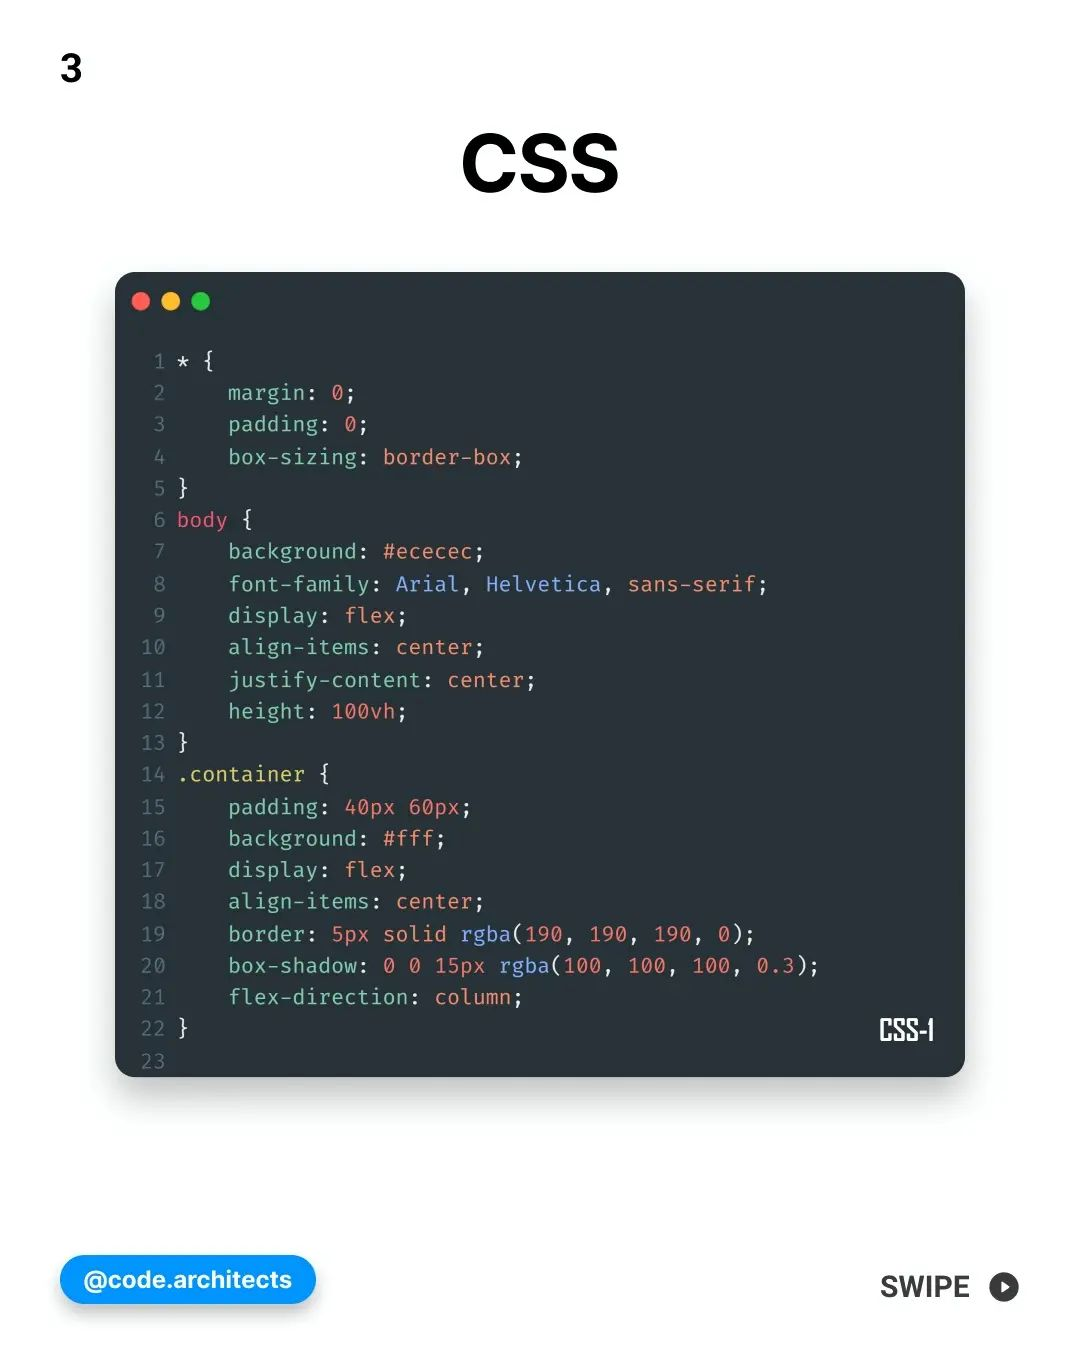 3
CSS
1 * {
2     margin: 0;
3     padding: 0;
4     box-sizing: border-box;
5 }
6 body {
7     background: #ececec;
8     font-family: Arial, Helvetica, sans-serif;
9     display: flex;
10     align-items: center;
11     justify-content: center;
12     height: 100vh;
13 }
14 .container {
15     padding: 40px 60px;
16     background: #fff;
17     display: flex;
18     align-items: center;
19     border: 5px solid rgba(190, 190, 190, 0);
20     box-shadow: 0 0 15px rgba(100, 100, 100, 0.3);
21     flex-direction: column;
22 }
23
CSS-1
@code.architects
SWIPE